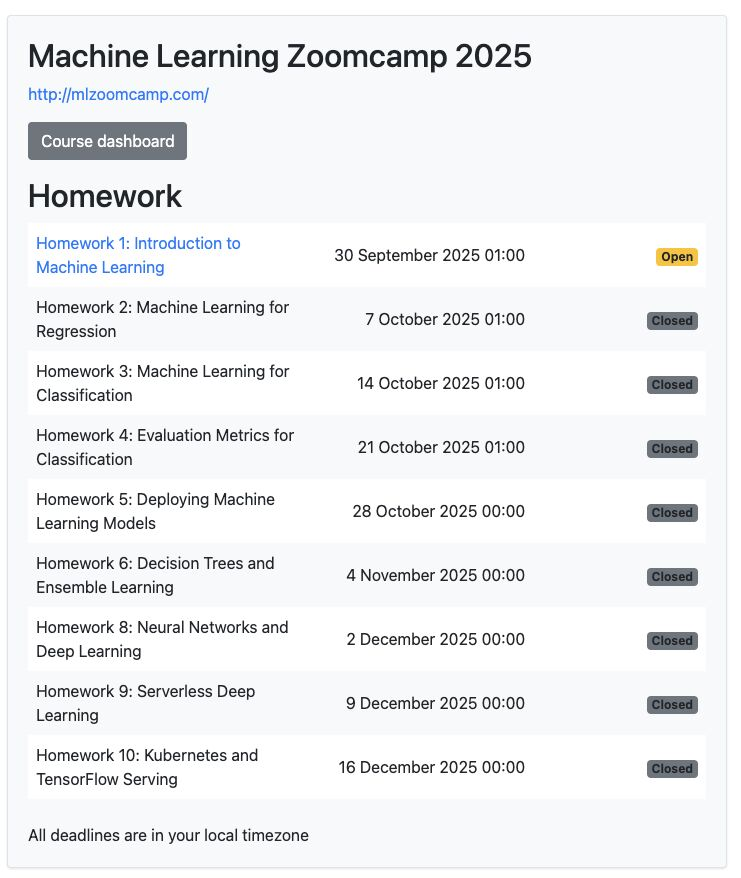 Machine Learning Zoomcamp 2025
http://mlzoomcamp.com/
Course dashboard
Homework
Homework 1: Introduction to
Machine Learning
30 September 2025 01:00
Open
Homework 2: Machine Learning for
Regression
7 October 2025 01:00
Closed
Homework 3: Machine Learning for
Classification
14 October 2025 01:00
Closed
Homework 4: Evaluation Metrics for
Classification
21 October 2025 01:00
Closed
Homework 5: Deploying Machine
Learning Models
28 October 2025 00:00
Closed
Homework 6: Decision Trees and
Ensemble Learning
4 November 2025 00:00
Closed
Homework 8: Neural Networks and
Deep Learning
2 December 2025 00:00
Closed
Homework 9: Serverless Deep
Learning
9 December 2025 00:00
Closed
Homework 10: Kubernetes and
TensorFlow Serving
16 December 2025 00:00
Closed
All deadlines are in your local timezone